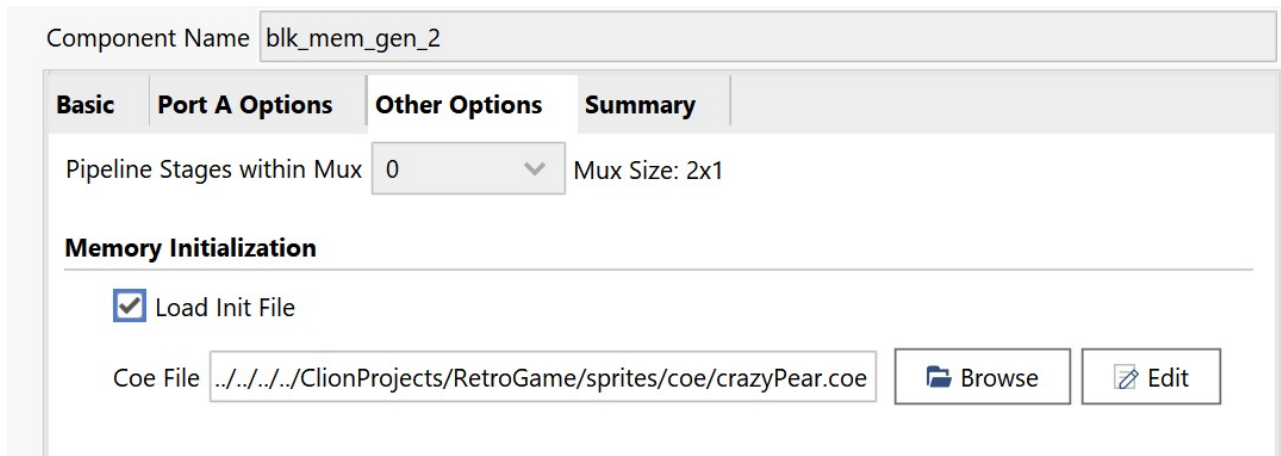 Component Name blk_mem_gen_2
Basic Port A Options Other Options Summary
Pipeline Stages within Mux 0 Mux Size: 2x1
Memory Initialization
Load Init File
Coe File ../../../../ClionProjects/RetroGame/sprites/coe/crazyPear.coe Browse Edit